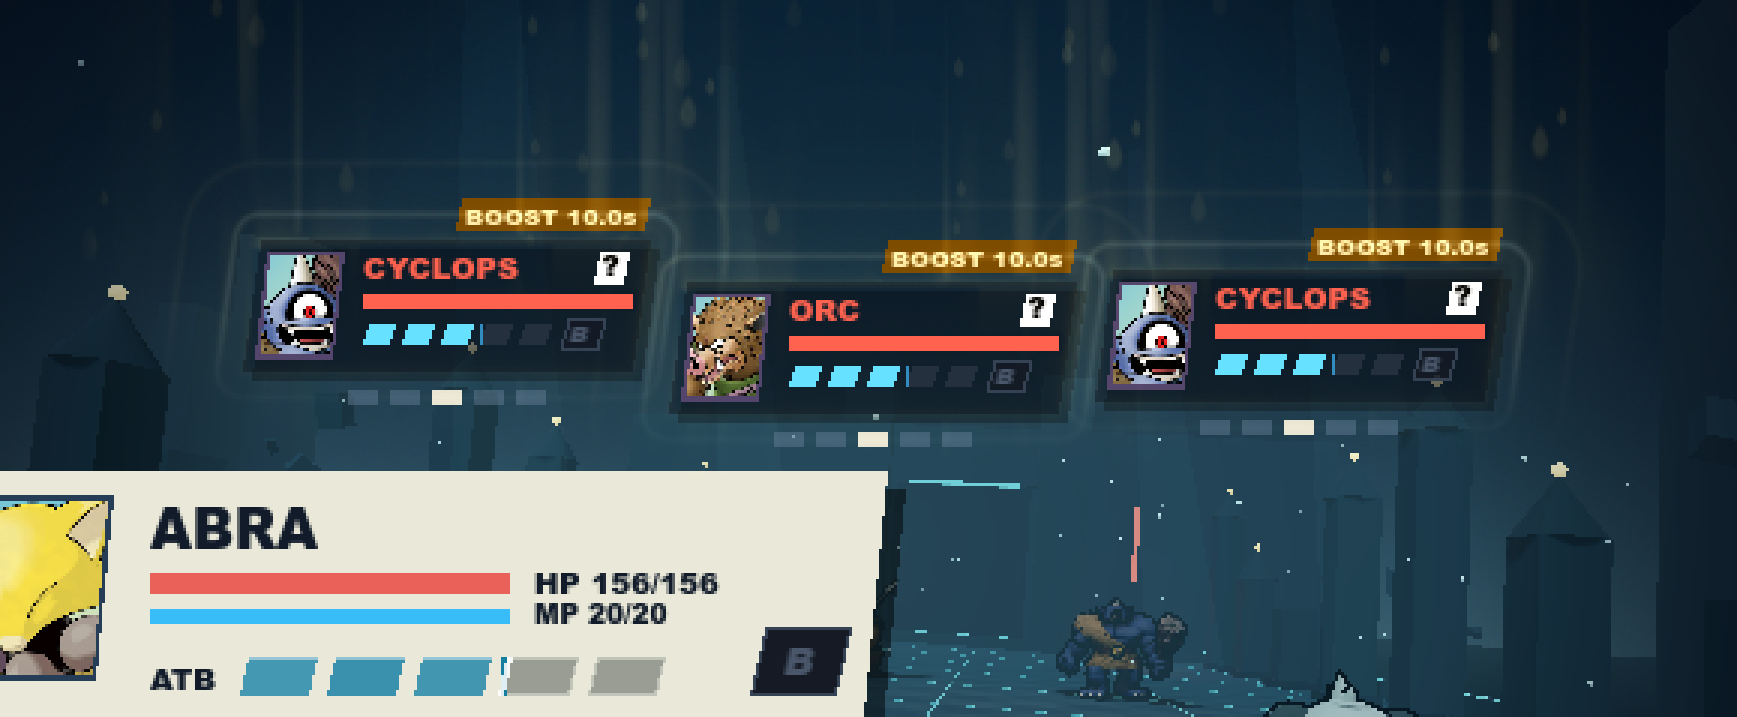 BOOST 10.0s
CYCLOPS ?
B
BOOST 10.0s
ORC ?
B
BOOST 10.0s
CYCLOPS ?
B
ABRA
HP 156/156
MP 20/20
ATB B